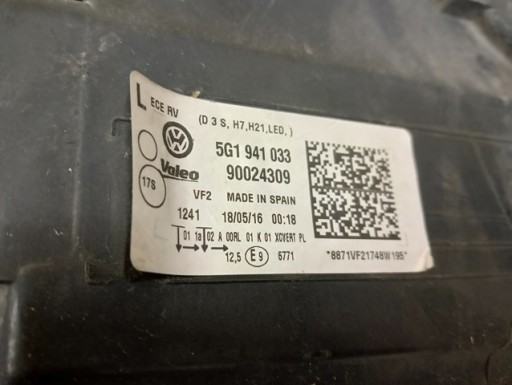 L ECE RV (D 3 S, H7,H21,LED, )
5G1 941 033
Valeo 90024309
17S
VF2 MADE IN SPAIN
1241 18/05/16 00:18
01 1a 02 A 00RL 01 K 01 XCVERT PL
12,5 E9 6771
*8871VF21748W195*